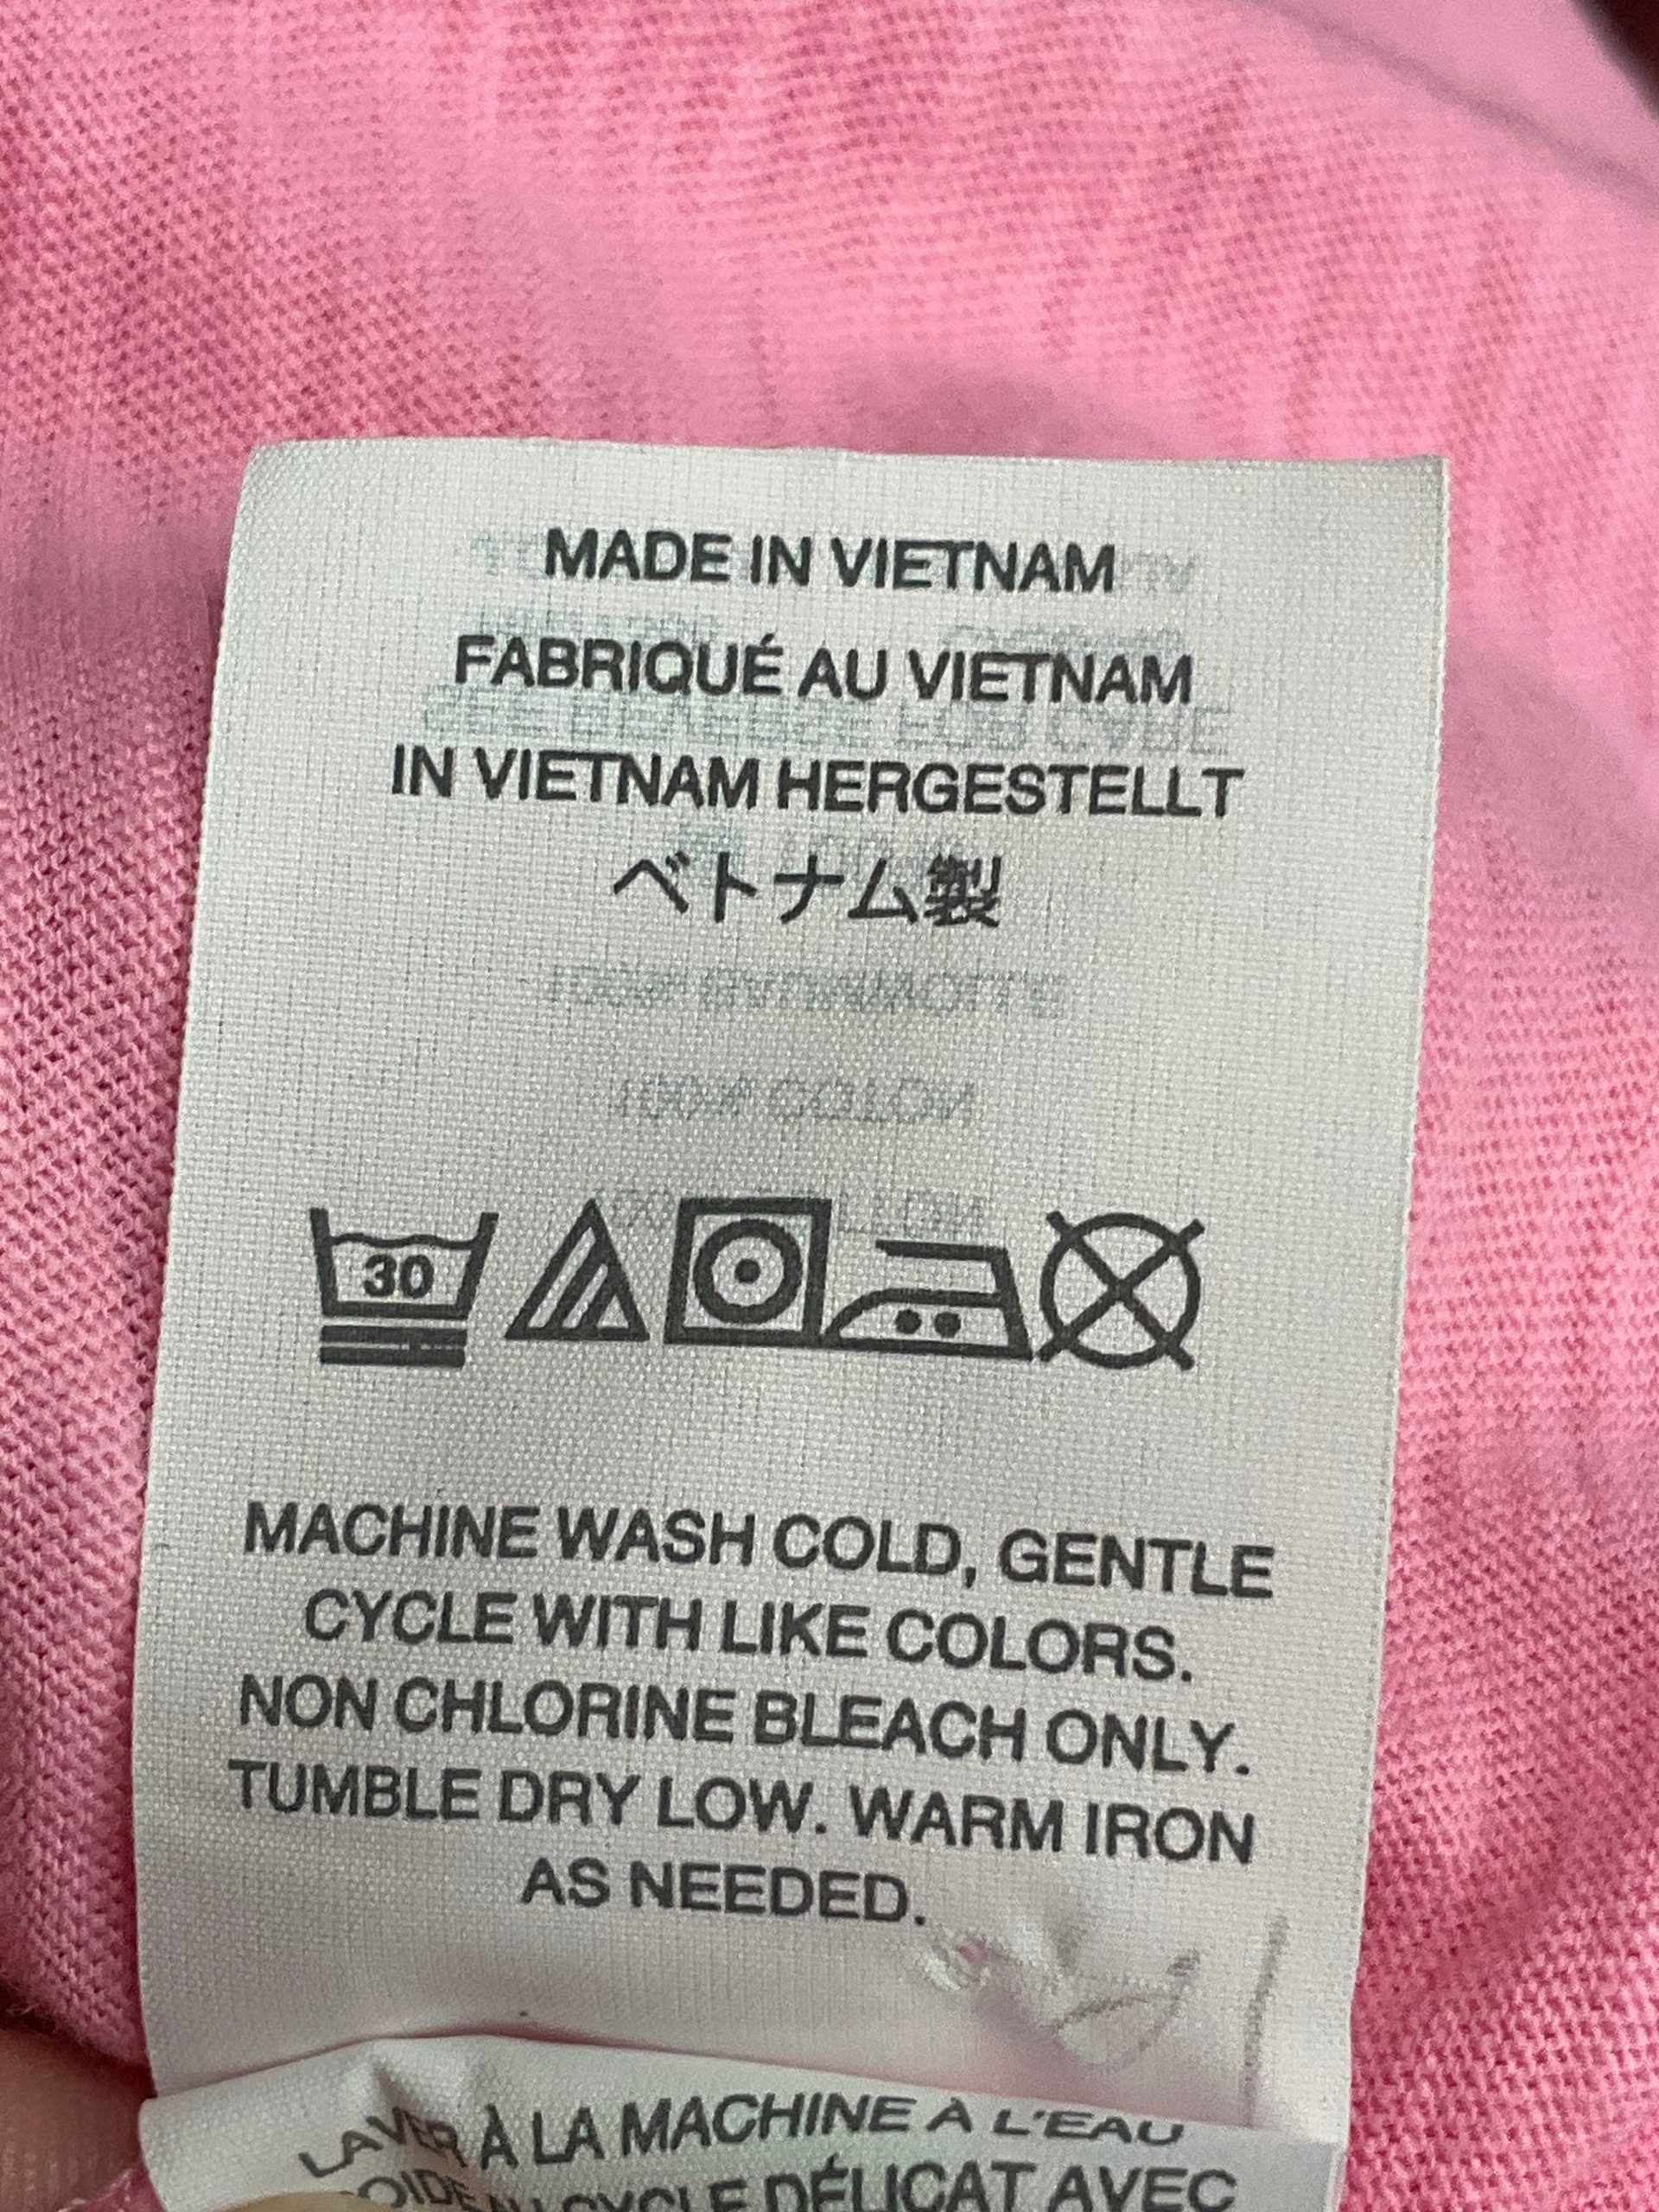 MADE IN VIETNAM
FABRIQUÉ AU VIETNAM
IN VIETNAM HERGESTELLT
ベトナム製
30
MACHINE WASH COLD, GENTLE
CYCLE WITH LIKE COLORS.
NON CHLORINE BLEACH ONLY.
TUMBLE DRY LOW. WARM IRON
AS NEEDED.
LAVER À LA MACHINE À L'EAU
CYCLE DÉLICAT AVEC